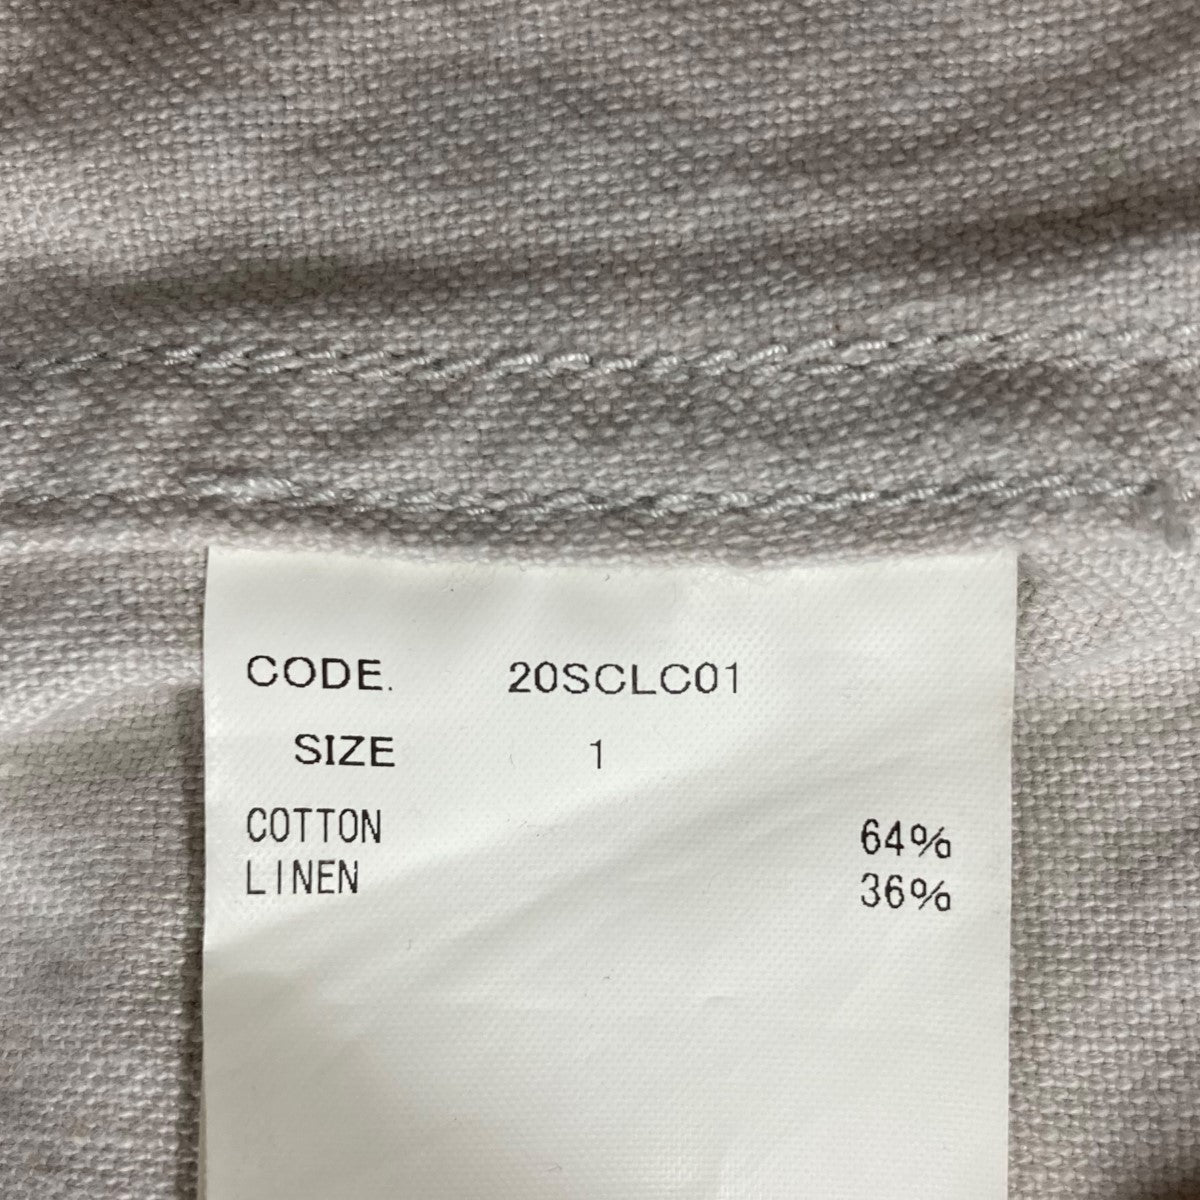 CODE. 20SCLC01
SIZE 1
COTTON 64%
LINEN 36%